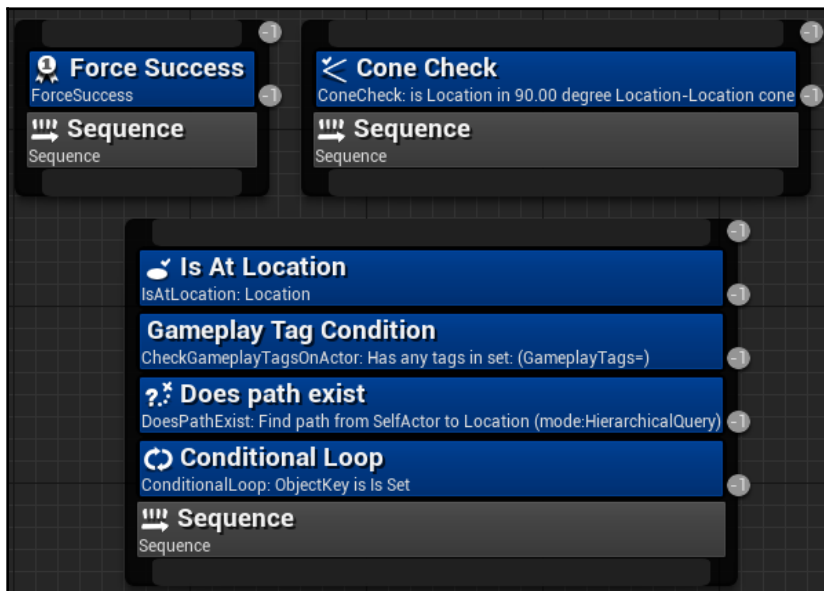 -1
-1
Force Success
ForceSuccess
-1
Sequence
Sequence
Cone Check
ConeCheck: is Location in 90.00 degree Location-Location cone
-1
Sequence
Sequence
-1
Is At Location
IsAtLocation: Location
-1
Gameplay Tag Condition
CheckGameplayTagsOnActor: Has any tags in set: (GameplayTags=)
-1
Does path exist
DoesPathExist: Find path from SelfActor to Location (mode:HierarchicalQuery)
-1
Conditional Loop
ConditionalLoop: ObjectKey is Is Set
-1
Sequence
Sequence